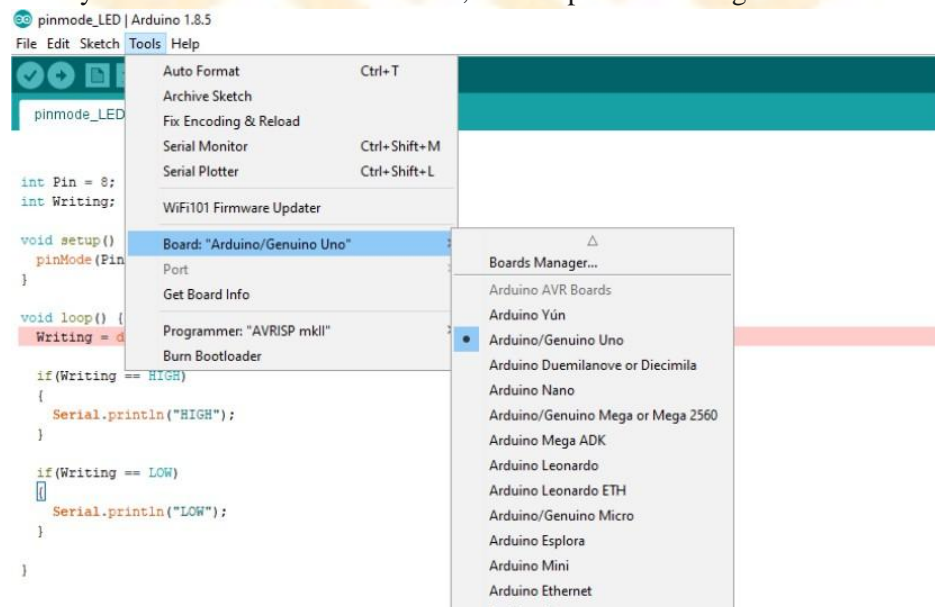 pinmode_LED | Arduino 1.8.5
File Edit Sketch Tools Help
pinmode_LED
int Pin = 8;
int Writing;
void setup()
pinMode(Pin
}
void loop() {
Writing = d
if(Writing == HIGH)
{
Serial.println("HIGH");
}
if(Writing == LOW)
{
Serial.println("LOW");
}
}
Auto Format Ctrl+T
Archive Sketch
Fix Encoding & Reload
Serial Monitor Ctrl+Shift+M
Serial Plotter Ctrl+Shift+L
WiFi101 Firmware Updater
Board: "Arduino/Genuino Uno"
Port
Get Board Info
Programmer: "AVRISP mkII"
Burn Bootloader
Boards Manager...
Arduino AVR Boards
Arduino Yún
Arduino/Genuino Uno
Arduino Duemilanove or Diecimila
Arduino Nano
Arduino/Genuino Mega or Mega 2560
Arduino Mega ADK
Arduino Leonardo
Arduino Leonardo ETH
Arduino/Genuino Micro
Arduino Esplora
Arduino Mini
Arduino Ethernet